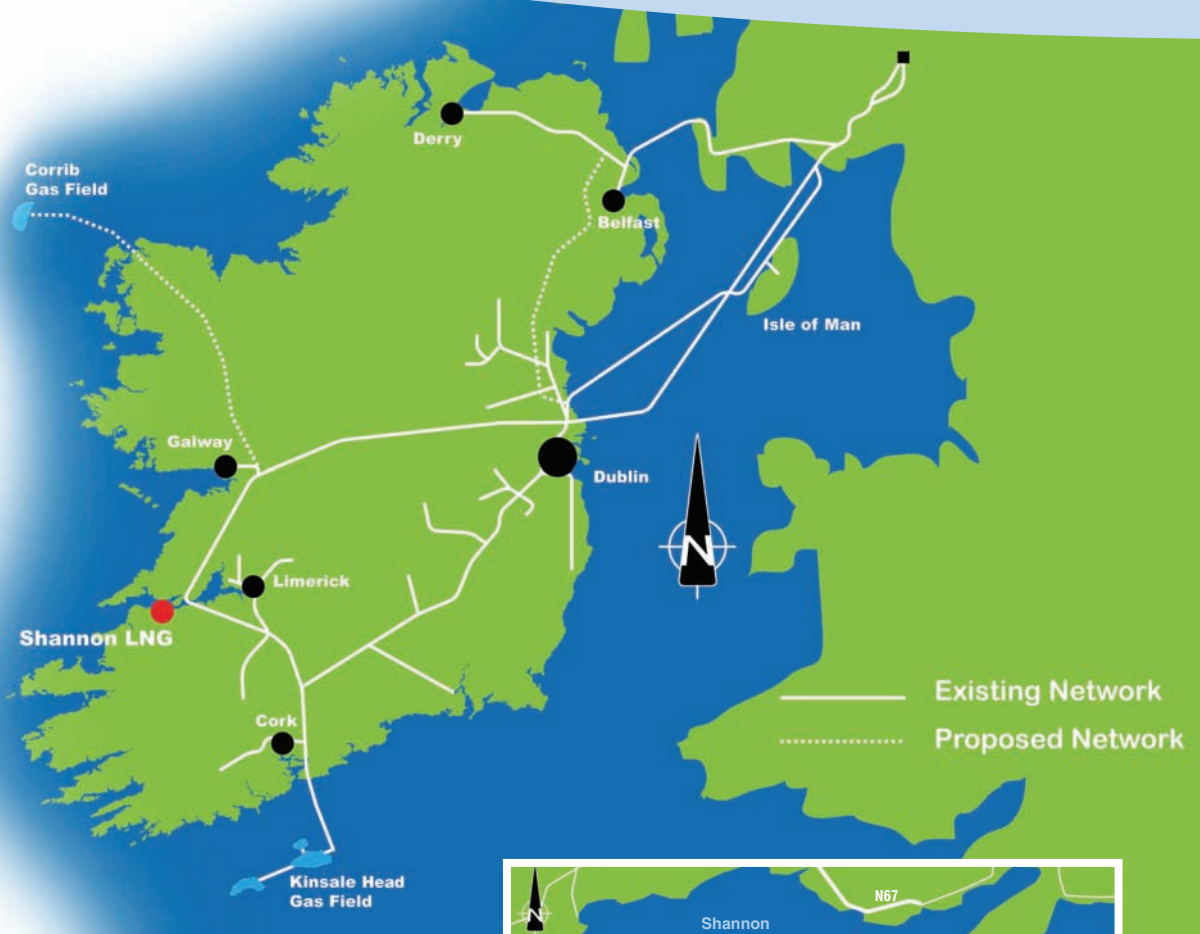 Derry
Corrib
Gas Field
Belfast
Isle of Man
Galway
Dublin
N
Limerick
Shannon LNG
Existing Network
Cork
Proposed Network
Kinsale Head
Gas Field
N67
N
Shannon